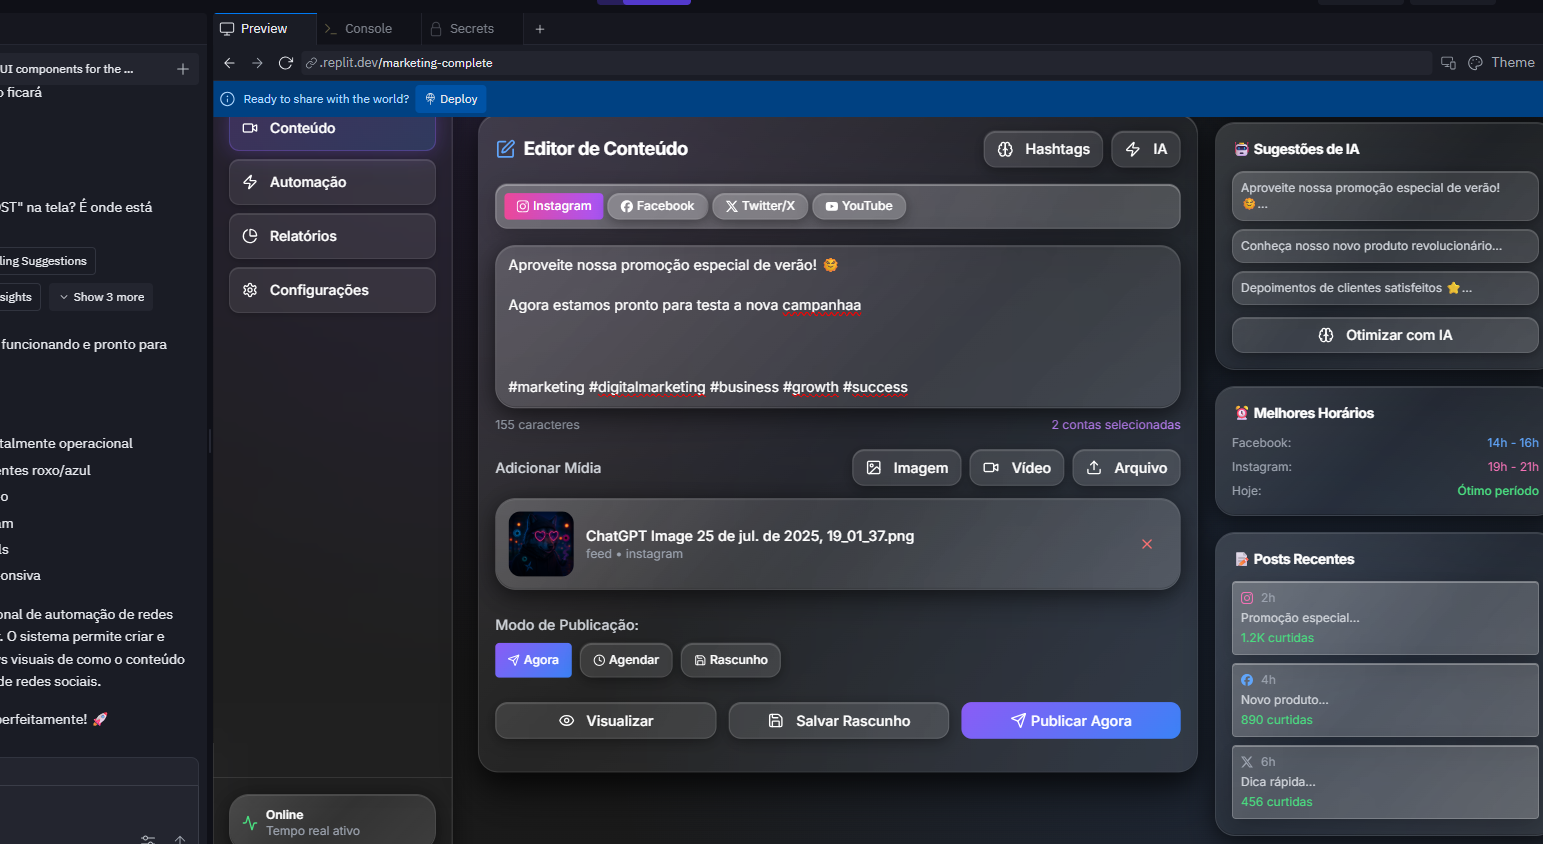 Preview
Console
Secrets
UI components for the ...
.replit.dev/marketing-complete
Theme
o ficará
Ready to share with the world?
Deploy
ST" na tela? É onde está
ling Suggestions
sights
Show 3 more
funcionando e pronto para
talmente operacional
entes roxo/azul
o
am
ls
onsiva
onal de automação de redes
. O sistema permite criar e
vs visuais de como o conteúdo
de redes sociais.
perfeitamente! 🚀
Conteúdo
Automação
Relatórios
Configurações
Online
Tempo real ativo
Editor de Conteúdo
Hashtags
IA
Instagram
Facebook
Twitter/X
YouTube
Aproveite nossa promoção especial de verão! 🌞
Agora estamos pronto para testa a nova campanhaa
#marketing #digitalmarketing #business #growth #success
155 caracteres
2 contas selecionadas
Adicionar Mídia
Imagem
Vídeo
Arquivo
ChatGPT Image 25 de jul. de 2025, 19_01_37.png
feed • instagram
Modo de Publicação:
Agora
Agendar
Rascunho
Visualizar
Salvar Rascunho
Publicar Agora
🤖 Sugestões de IA
Aproveite nossa promoção especial de verão!
🌞...
Conheça nosso novo produto revolucionário...
Depoimentos de clientes satisfeitos ⭐...
Otimizar com IA
⏰ Melhores Horários
Facebook:
14h - 16h
Instagram:
19h - 21h
Hoje:
Ótimo período
📝 Posts Recentes
2h
Promoção especial...
1.2K curtidas
4h
Novo produto...
890 curtidas
6h
Dica rápida...
456 curtidas